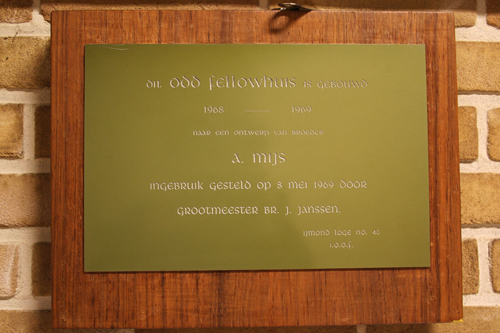 Dit Odd Fellowhuis is gebouwd
1968 — 1969
naar een ontwerp van broeder
A. Mijs
ingebruik gesteld op 3 mei 1969 door
Grootmeester Br. J. Janssen.
IJmond Loge no. 42
I.O.O.F.